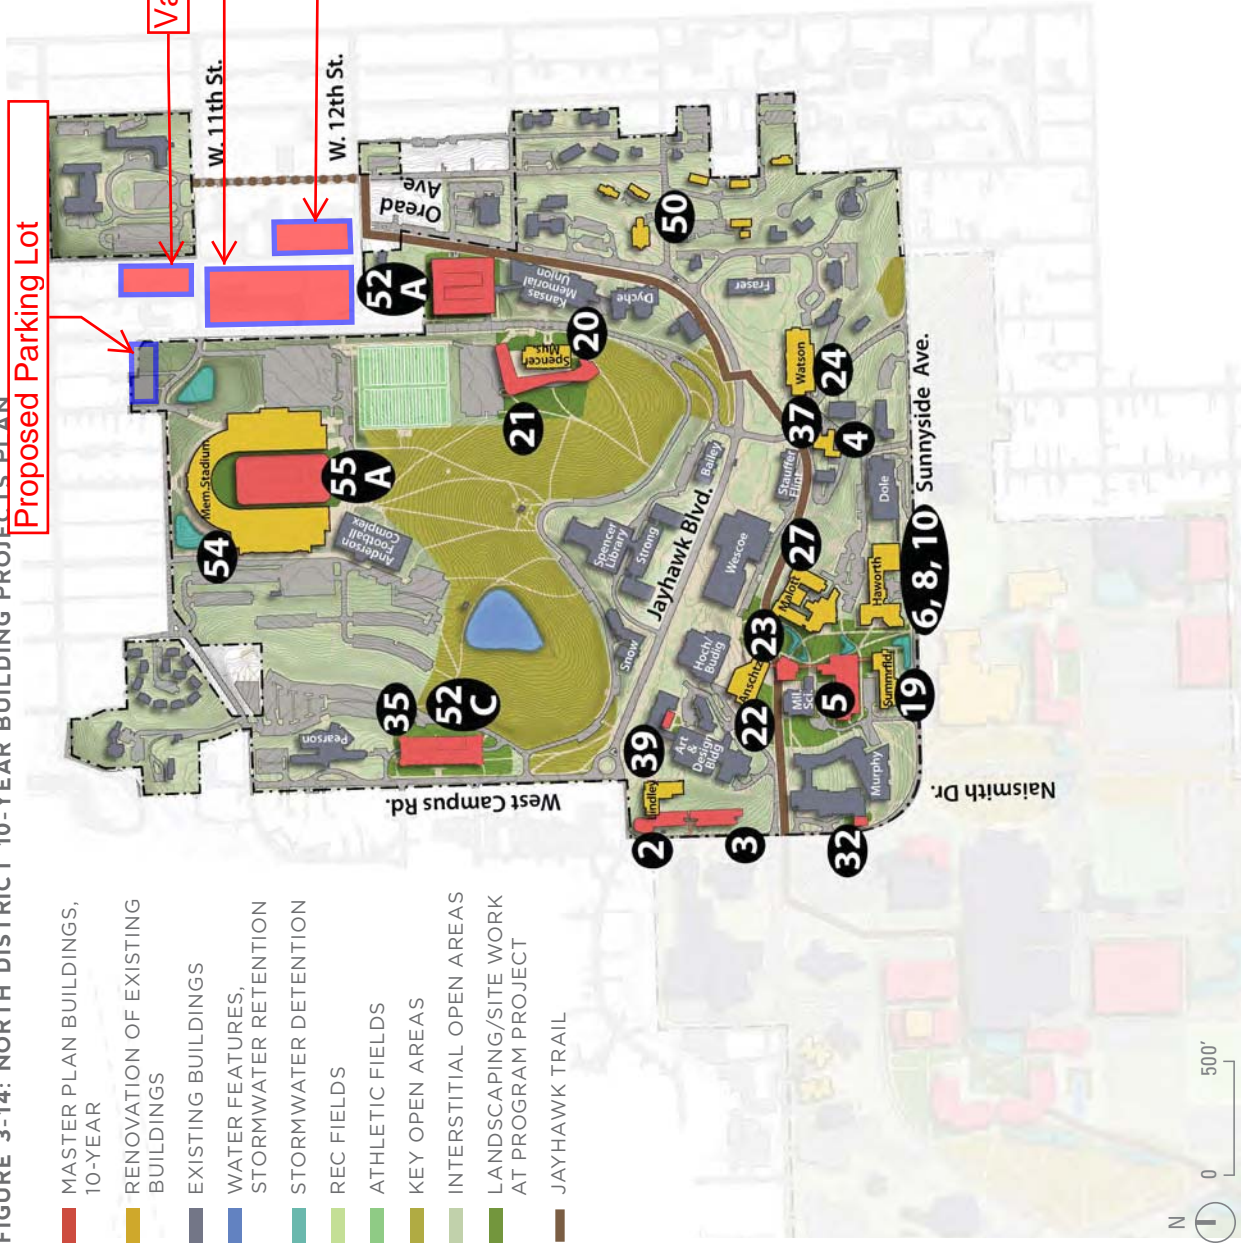 FIGURE 3-14: NORTH DISTRICT 10-YEAR BUILDING PROJECTS PLAN
MASTER PLAN BUILDINGS,
10-YEAR
RENOVATION OF EXISTING
BUILDINGS
EXISTING BUILDINGS
WATER FEATURES,
STORMWATER RETENTION
STORMWATER DETENTION
REC FIELDS
ATHLETIC FIELDS
KEY OPEN AREAS
INTERSTITIAL OPEN AREAS
LANDSCAPING/SITE WORK
AT PROGRAM PROJECT
JAYHAWK TRAIL
N
0
500'
Proposed Parking Lot
Va
W. 11th St.
W. 12th St.
Oread
Ave.
52
A
Kansas
Memorial
Union
Dyche
Spencer
Mus.
20
21
50
Fraser
Watson
24
37
4
Stauffer
Flint
Dole
Sunnyside Ave.
Mem.Stadium
55
A
54
Anderson
Football
Complex
Bailey
Spencer
Library
Strong
Jayhawk Blvd.
Wescoe
27
Malott
Haworth
6, 8, 10
23
Snow
Hoch/
Budig
Anschtz
22
Mil.
Sci.
5
Summrfld
19
Pearson
35
52
C
39
Art
&
Design
Bldg
Murphy
West Campus Rd.
Lindley
2
3
32
Naismith Dr.